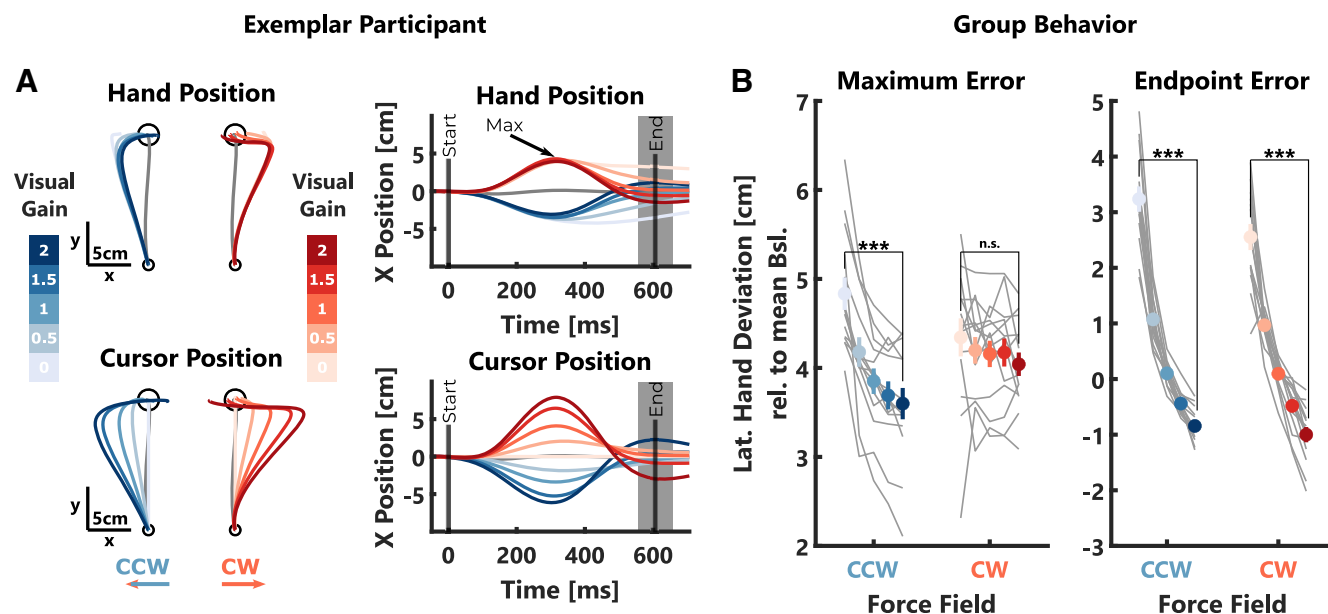 Exemplar Participant
Group Behavior
A
Hand Position
Visual
Gain
2
1.5
1
0.5
0
y
5cm
x
Visual
Gain
2
1.5
1
0.5
0
Cursor Position
y
5cm
x
CCW
CW
Hand Position
X Position [cm]
5
0
-5
Start
Max
End
0
200
400
600
Time [ms]
Cursor Position
X Position [cm]
5
0
-5
Start
End
0
200
400
600
Time [ms]
B
Maximum Error
Lat. Hand Deviation [cm]
rel. to mean Bsl.
7
6
5
4
3
2
***
n.s.
CCW
CW
Force Field
Endpoint Error
5
4
3
2
1
0
-1
-2
-3
***
***
CCW
CW
Force Field